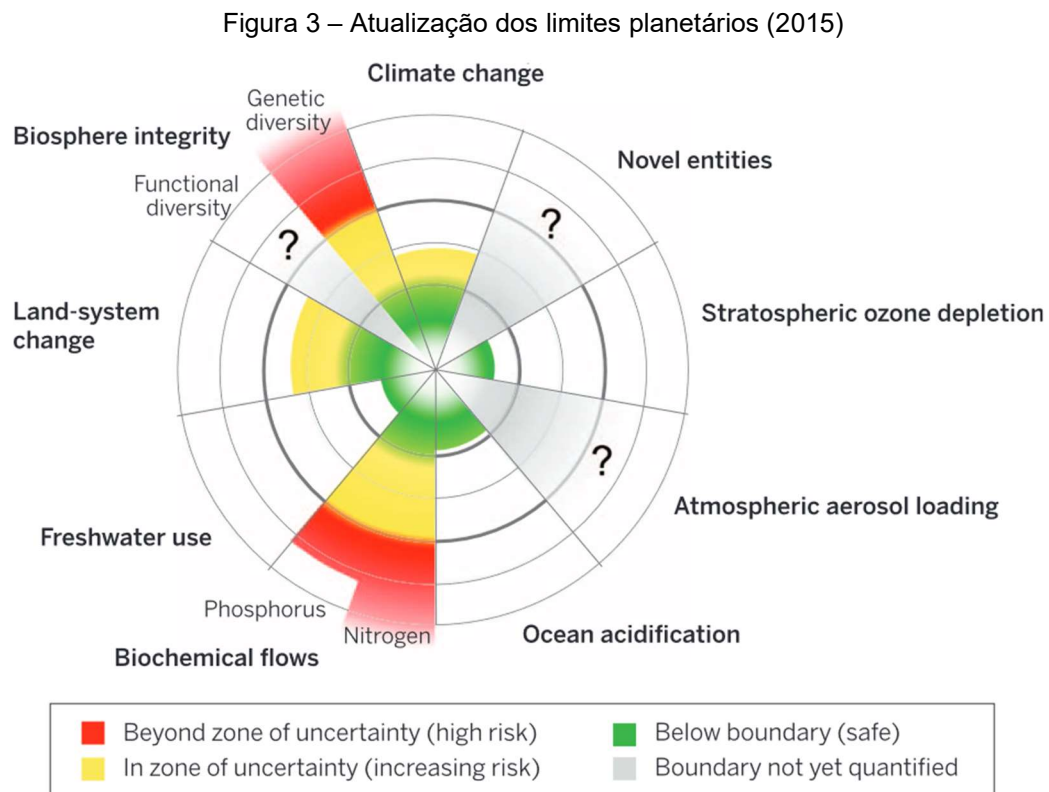 Figura 3 – Atualização dos limites planetários (2015)
Climate change
Genetic
diversity
Biosphere integrity
Functional
diversity
?
?
Novel entities
Land-system
change
Stratospheric ozone depletion
?
Atmospheric aerosol loading
Freshwater use
Phosphorus
Nitrogen
Biochemical flows
Ocean acidification
Beyond zone of uncertainty (high risk)
In zone of uncertainty (increasing risk)
Below boundary (safe)
Boundary not yet quantified